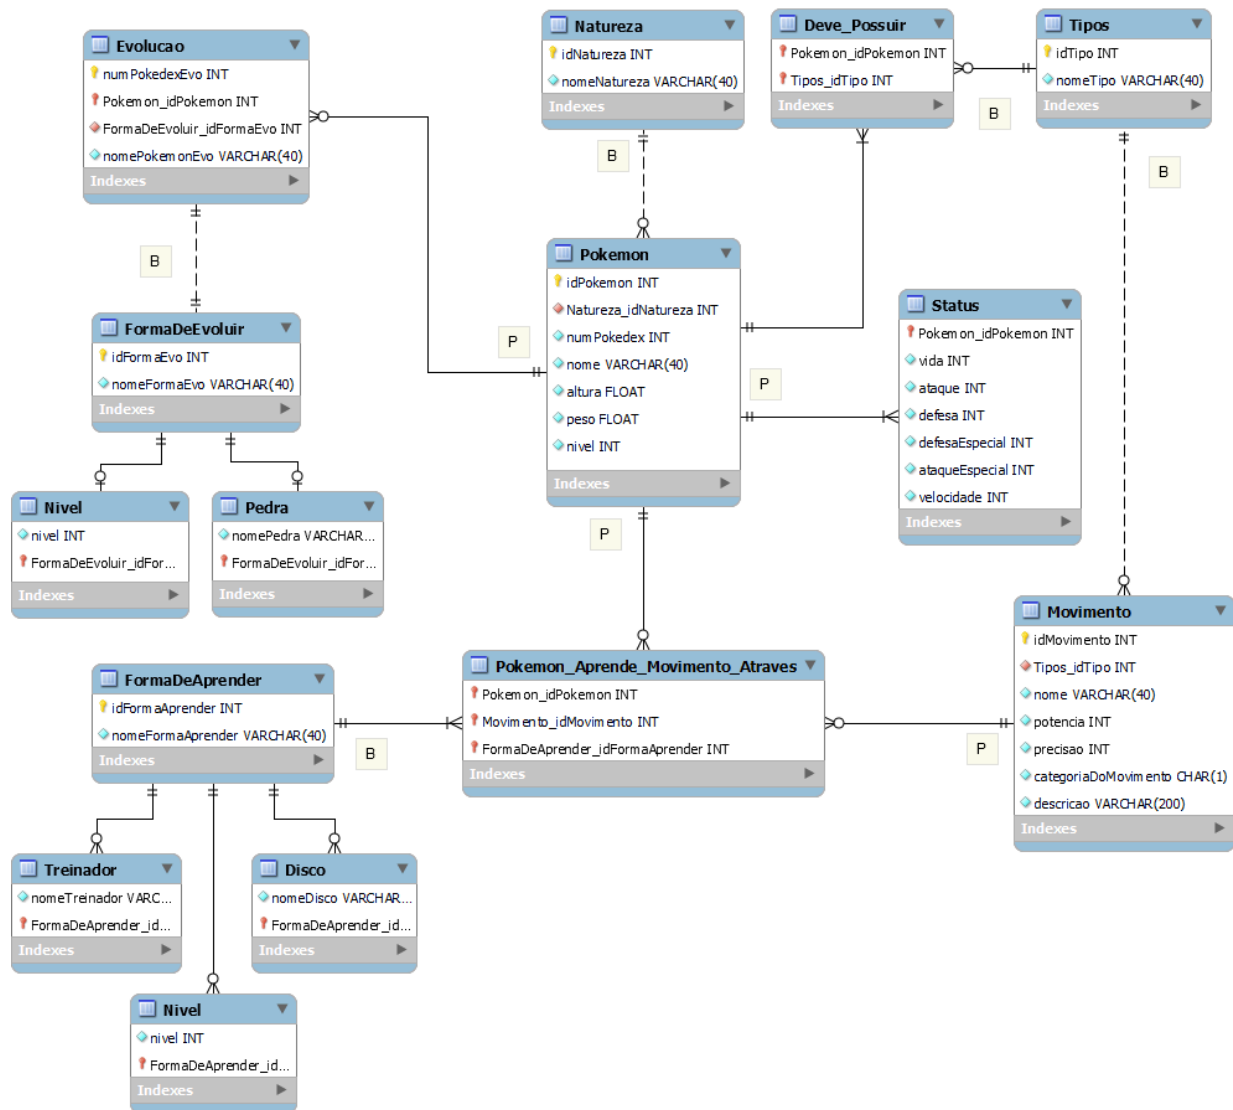 Evolucao
numPokedexEvo INT
Pokemon_idPokemon INT
FormaDeEvoluir_idFormaEvo INT
nomePokemonEvo VARCHAR(40)
Indexes
Natureza
idNatureza INT
nomeNatureza VARCHAR(40)
Indexes
Deve_Possuir
Pokemon_idPokemon INT
Tipos_idTipo INT
Indexes
Tipos
idTipo INT
nomeTipo VARCHAR(40)
Indexes
B
B
B
B
Pokemon
idPokemon INT
Natureza_idNatureza INT
numPokedex INT
nome VARCHAR(40)
altura FLOAT
peso FLOAT
nivel INT
Indexes
Status
Pokemon_idPokemon INT
vida INT
ataque INT
defesa INT
defesaEspecial INT
ataqueEspecial INT
velocidade INT
Indexes
FormaDeEvoluir
idFormaEvo INT
nomeFormaEvo VARCHAR(40)
Indexes
P
P
P
Nivel
nivel INT
FormaDeEvoluir_idFor...
Indexes
Pedra
nomePedra VARCHAR...
FormaDeEvoluir_idFor...
Indexes
Movimento
idMovimento INT
Tipos_idTipo INT
nome VARCHAR(40)
potencia INT
precisao INT
categoriaDoMovimento CHAR(1)
descricao VARCHAR(200)
Indexes
Pokemon_Aprende_Movimento_Atraves
Pokemon_idPokemon INT
Movimento_idMovimento INT
FormaDeAprender_idFormaAprender INT
Indexes
FormaDeAprender
idFormaAprender INT
nomeFormaAprender VARCHAR(40)
Indexes
B
P
Treinador
nomeTreinador VARC...
FormaDeAprender_id...
Indexes
Disco
nomeDisco VARCHAR...
FormaDeAprender_id...
Indexes
Nivel
nivel INT
FormaDeAprender_id...
Indexes